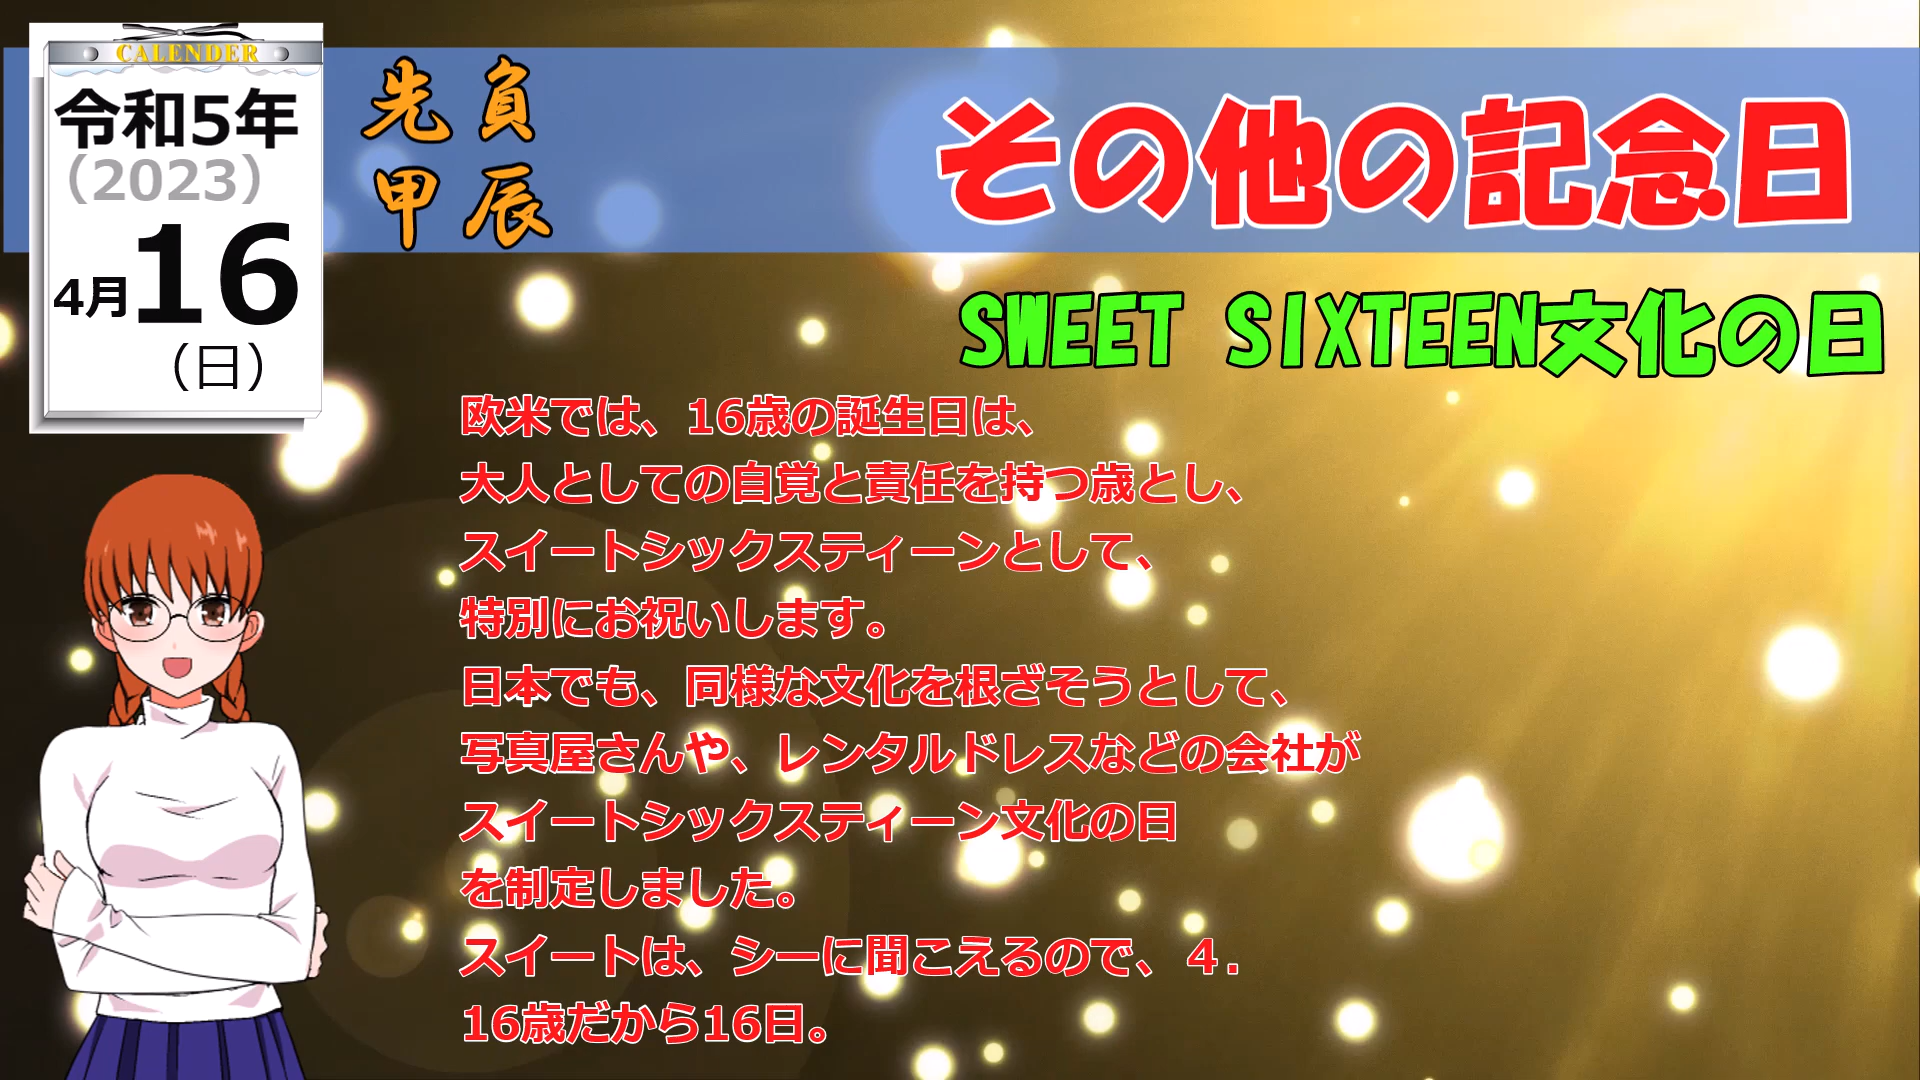 CALENDER
令和5年
（2023）
4月16
（日）
先負
甲辰
その他の記念日
SWEET SIXTEEN文化の日
欧米では、16歳の誕生日は、
大人としての自覚と責任を持つ歳とし、
スイートシックスティーンとして、
特別にお祝いします。
日本でも、同様な文化を根ざそうとして、
写真屋さんや、レンタルドレスなどの会社が
スイートシックスティーン文化の日
を制定しました。
スイートは、シーに聞こえるので、４.
16歳だから16日。